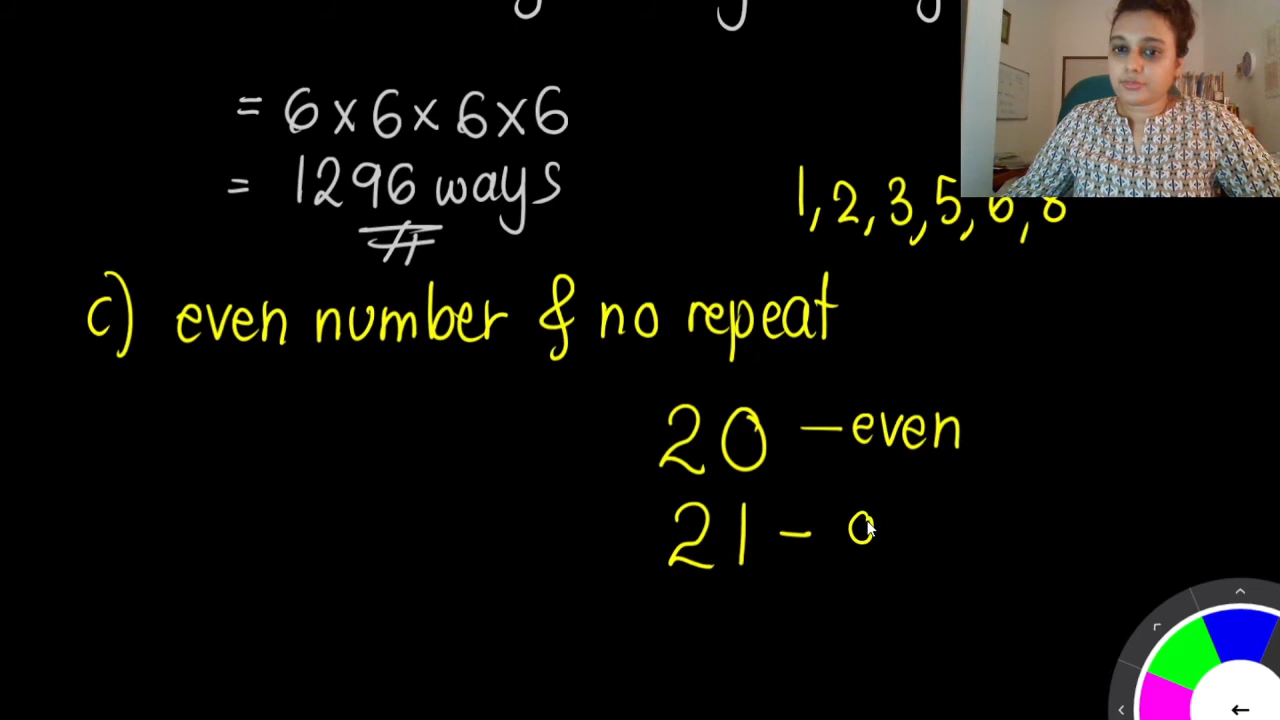 = 6 x 6 x 6 x 6
= 1296 ways
1, 2, 3, 5, 6, 8
c) even number & no repeat
20 – even
21 – o